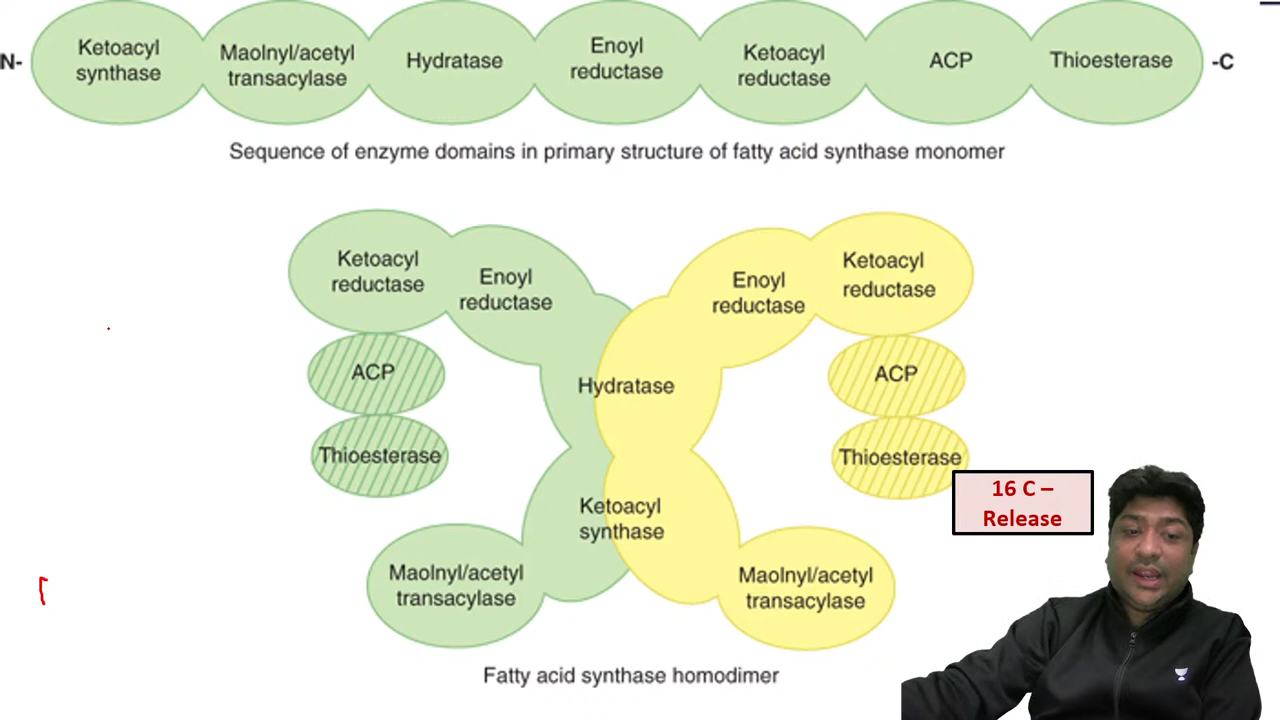 N-
Ketoacyl
synthase
Maolnyl/acetyl
transacylase
Hydratase
Enoyl
reductase
Ketoacyl
reductase
ACP
Thioesterase
-C
Sequence of enzyme domains in primary structure of fatty acid synthase monomer
Ketoacyl
reductase
Enoyl
reductase
Enoyl
reductase
Ketoacyl
reductase
ACP
Hydratase
ACP
Thioesterase
Thioesterase
16 C –
Release
Ketoacyl
synthase
Maolnyl/acetyl
transacylase
Maolnyl/acetyl
transacylase
Fatty acid synthase homodimer